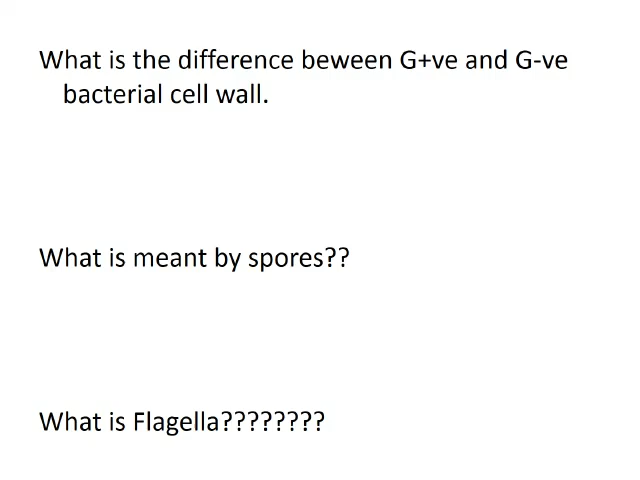 What is the difference beween G+ve and G-ve
bacterial cell wall.
What is meant by spores??
What is Flagella????????